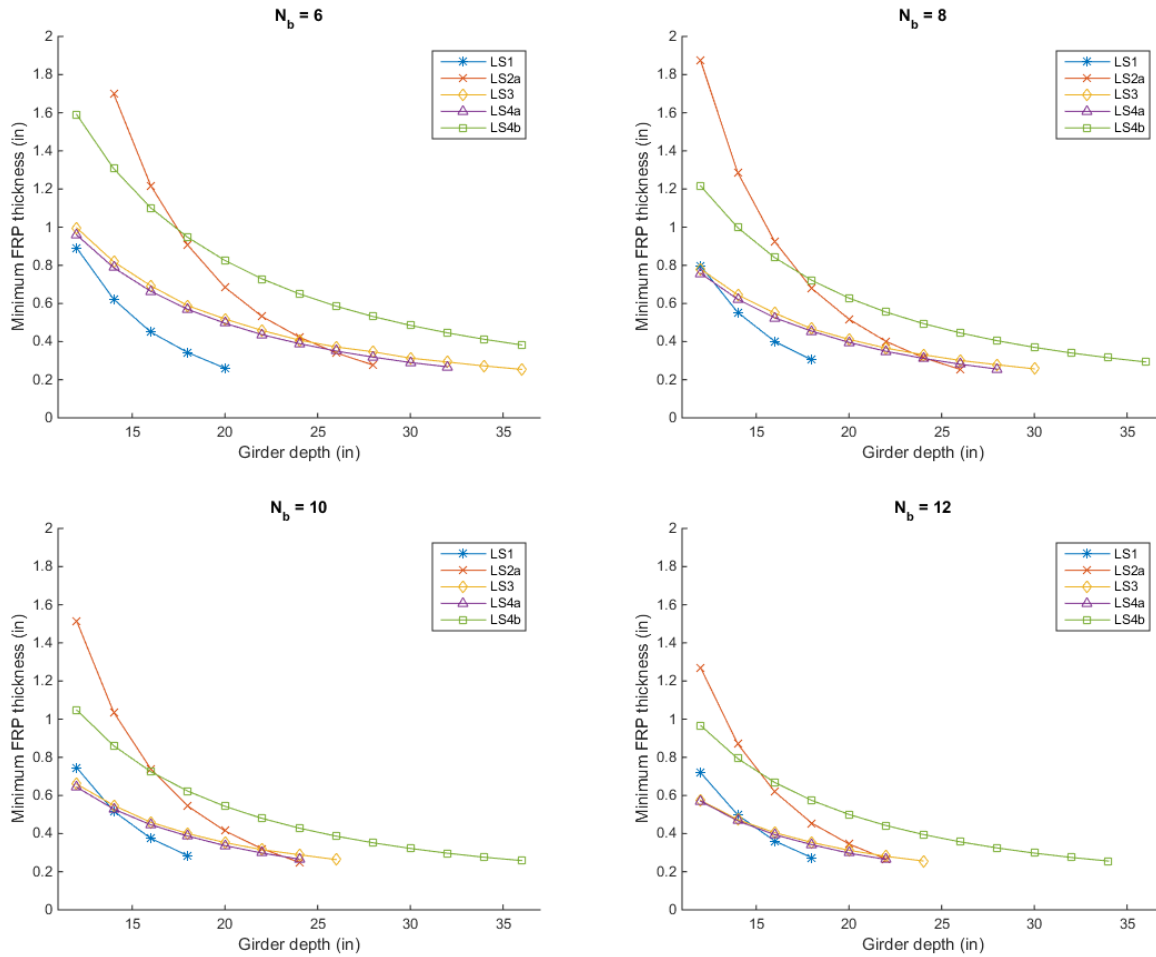 N_b = 6
2
1.8
1.6
1.4
1.2
1
0.8
0.6
0.4
0.2
0
15
20
25
30
35
Minimum FRP thickness (in)
Girder depth (in)
LS1
LS2a
LS3
LS4a
LS4b
N_b = 8
2
1.8
1.6
1.4
1.2
1
0.8
0.6
0.4
0.2
0
15
20
25
30
35
Minimum FRP thickness (in)
Girder depth (in)
LS1
LS2a
LS3
LS4a
LS4b
N_b = 10
2
1.8
1.6
1.4
1.2
1
0.8
0.6
0.4
0.2
0
15
20
25
30
35
Minimum FRP thickness (in)
Girder depth (in)
LS1
LS2a
LS3
LS4a
LS4b
N_b = 12
2
1.8
1.6
1.4
1.2
1
0.8
0.6
0.4
0.2
0
15
20
25
30
35
Minimum FRP thickness (in)
Girder depth (in)
LS1
LS2a
LS3
LS4a
LS4b